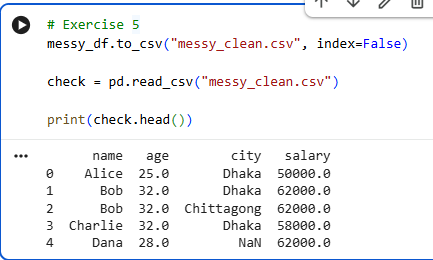 # Exercise 5
messy_df.to_csv("messy_clean.csv", index=False)
check = pd.read_csv("messy_clean.csv")
print(check.head())
name age city salary
0 Alice 25.0 Dhaka 50000.0
1 Bob 32.0 Dhaka 62000.0
2 Bob 32.0 Chittagong 62000.0
3 Charlie 32.0 Dhaka 58000.0
4 Dana 28.0 NaN 62000.0